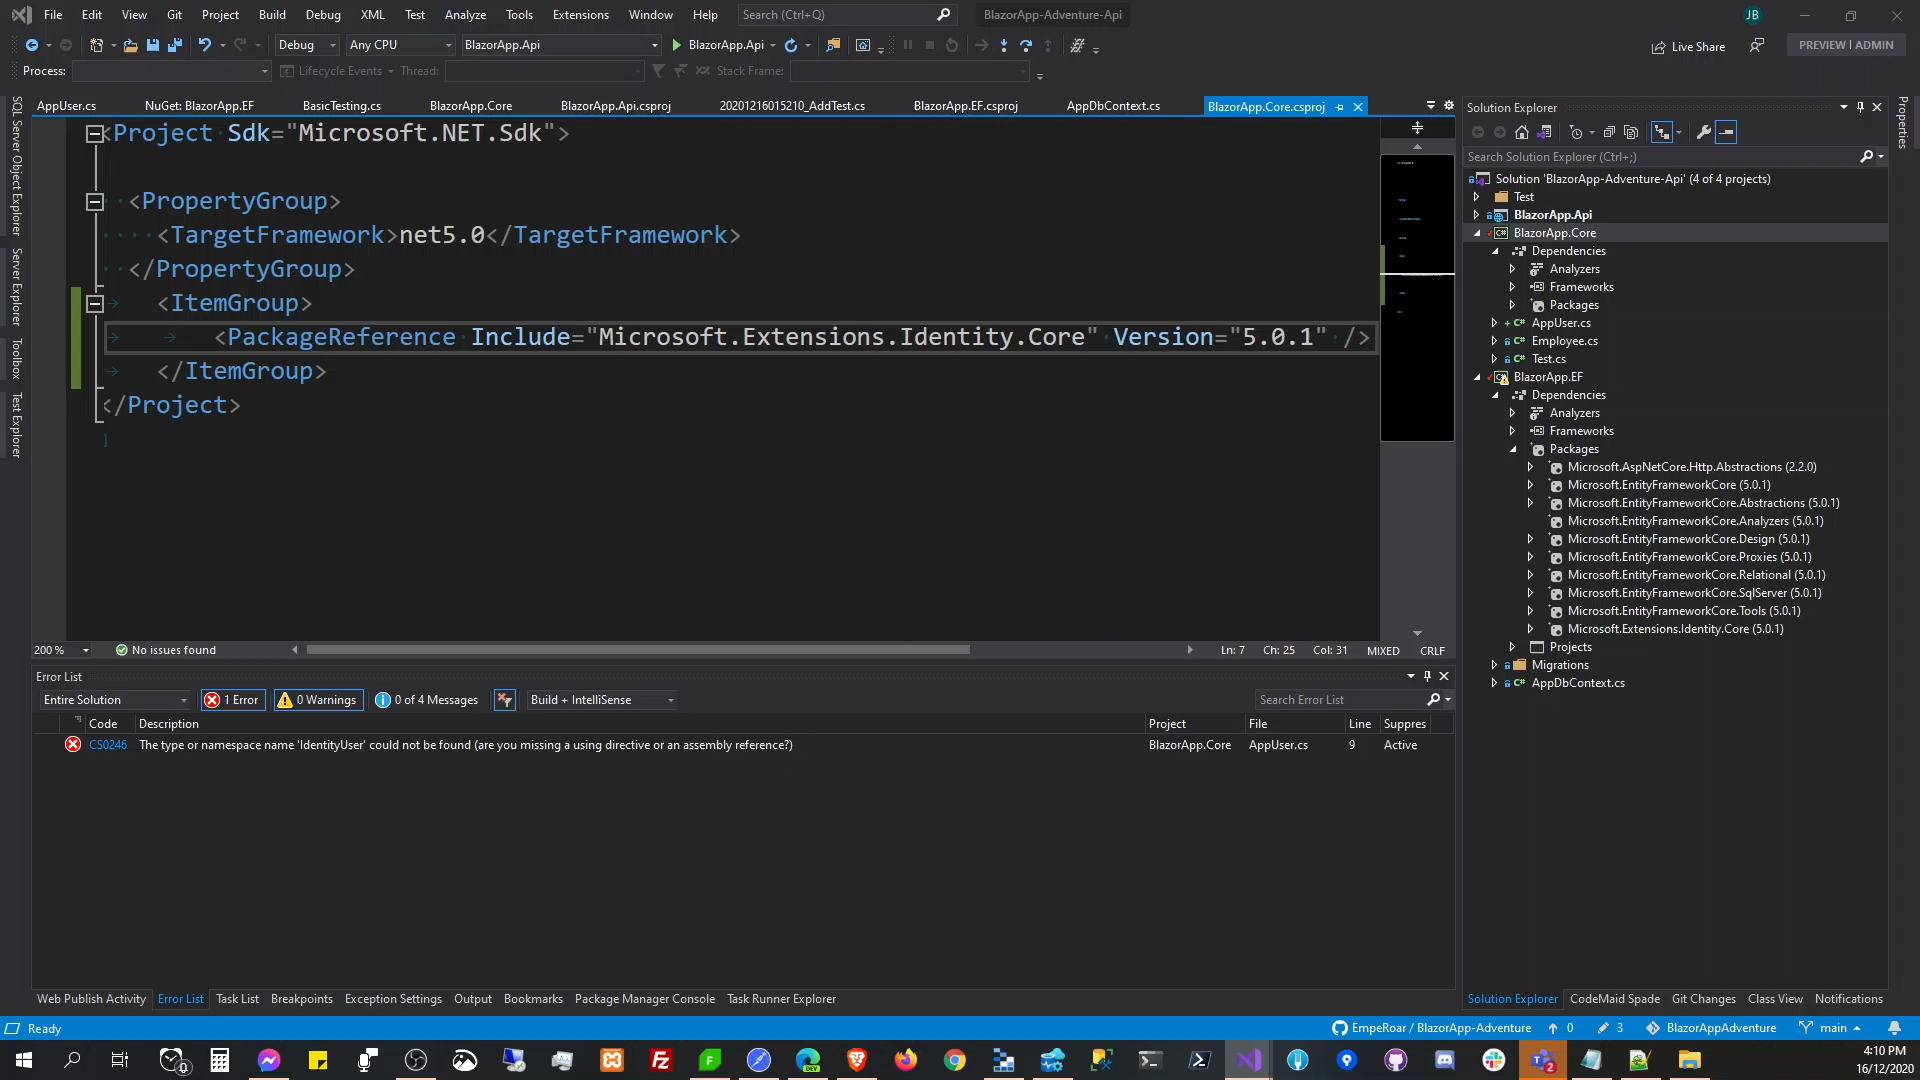 File Edit View Git Project Build Debug XML Test Analyze Tools Extensions Window Help Search (Ctrl+Q) BlazorApp-Adventure-Api JB
Debug Any CPU BlazorApp.Api BlazorApp.Api Live Share PREVIEW | ADMIN
Process: Lifecycle Events Thread: Stack Frame:
AppUser.cs NuGet: BlazorApp.EF BasicTesting.cs BlazorApp.Core BlazorApp.Api.csproj 20201216015210_AddTest.cs BlazorApp.EF.csproj AppDbContext.cs BlazorApp.Core.csproj
SQL Server Object Explorer
Server Explorer
Toolbox
Test Explorer
<Project Sdk="Microsoft.NET.Sdk">
<PropertyGroup>
<TargetFramework>net5.0</TargetFramework>
</PropertyGroup>
<ItemGroup>
<PackageReference Include="Microsoft.Extensions.Identity.Core" Version="5.0.1" />
</ItemGroup>
</Project>
200 % No issues found Ln: 7 Ch: 25 Col: 31 MIXED CRLF
Error List
Entire Solution 1 Error 0 Warnings 0 of 4 Messages Build + IntelliSense Search Error List
Code Description Project File Line Suppres
CS0246 The type or namespace name 'IdentityUser' could not be found (are you missing a using directive or an assembly reference?) BlazorApp.Core AppUser.cs 9 Active
Web Publish Activity Error List Task List Breakpoints Exception Settings Output Bookmarks Package Manager Console Task Runner Explorer
Solution Explorer
Search Solution Explorer (Ctrl+;)
Solution 'BlazorApp-Adventure-Api' (4 of 4 projects)
Test
BlazorApp.Api
BlazorApp.Core
Dependencies
Analyzers
Frameworks
Packages
AppUser.cs
Employee.cs
Test.cs
BlazorApp.EF
Dependencies
Analyzers
Frameworks
Packages
Microsoft.AspNetCore.Http.Abstractions (2.2.0)
Microsoft.EntityFrameworkCore (5.0.1)
Microsoft.EntityFrameworkCore.Abstractions (5.0.1)
Microsoft.EntityFrameworkCore.Analyzers (5.0.1)
Microsoft.EntityFrameworkCore.Design (5.0.1)
Microsoft.EntityFrameworkCore.Proxies (5.0.1)
Microsoft.EntityFrameworkCore.Relational (5.0.1)
Microsoft.EntityFrameworkCore.SqlServer (5.0.1)
Microsoft.EntityFrameworkCore.Tools (5.0.1)
Microsoft.Extensions.Identity.Core (5.0.1)
Projects
Migrations
AppDbContext.cs
Solution Explorer CodeMaid Spade Git Changes Class View Notifications
Properties
Ready EmpeRoar / BlazorApp-Adventure 0 3 BlazorAppAdventure main
4:10 PM
16/12/2020